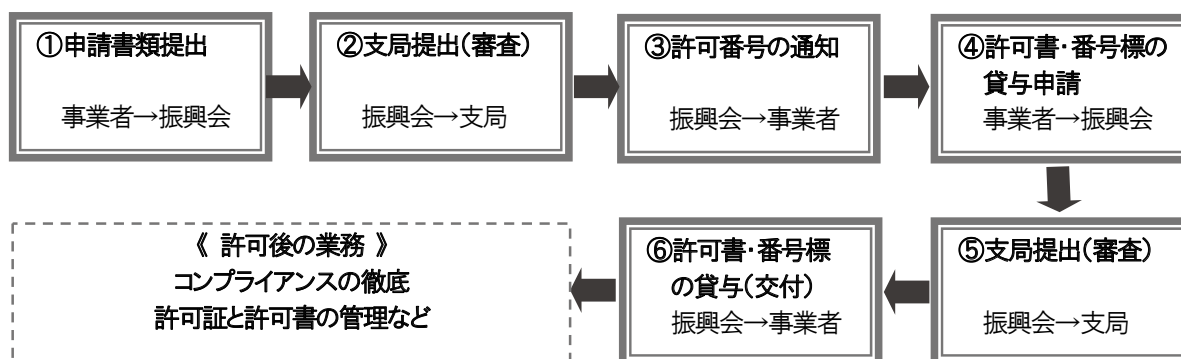 ①申請書類提出
事業者→振興会
②支局提出(審査)
振興会→支局
③許可番号の通知
振興会→事業者
④許可書・番号標の
貸与申請
事業者→振興会
⑤支局提出(審査)
振興会→支局
⑥許可書・番号標
の貸与(交付)
振興会→事業者
《 許可後の業務 》
コンプライアンスの徹底
許可証と許可書の管理など